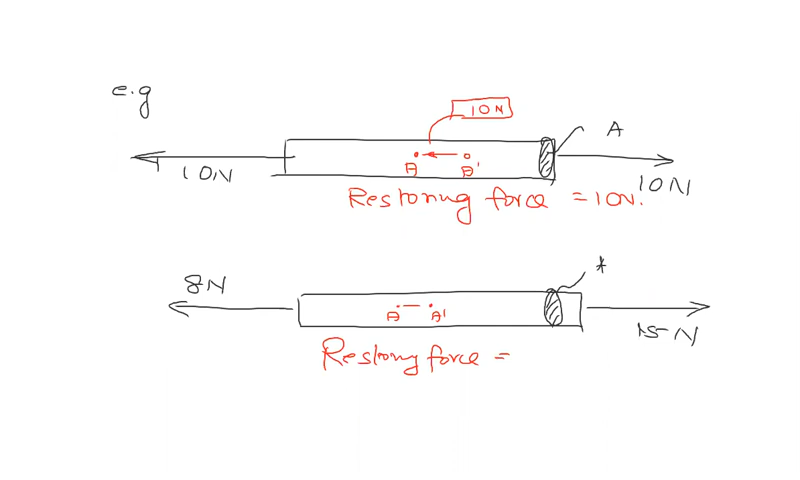 e.g
10N
A
A A'
10N 10N
Restoring force = 10N.
8N A
A A'
15N
Restoring force =